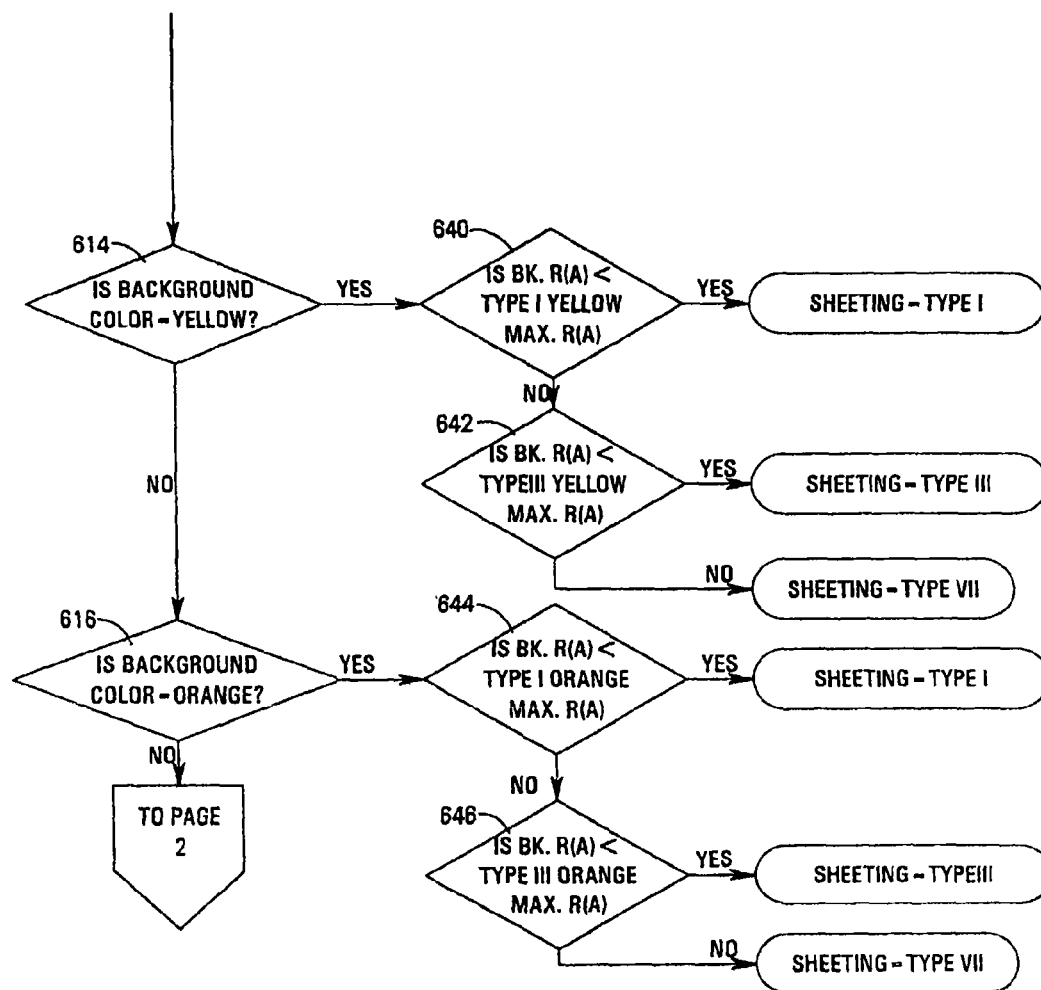 614
IS BACKGROUND
COLOR-YELLOW?
YES
640
IS BK. R(A) <
TYPE I YELLOW
MAX. R(A)
YES
SHEETING-TYPE I
NO
642
IS BK. R(A) <
TYPEIII YELLOW
MAX. R(A)
YES
SHEETING-TYPE III
NO
SHEETING-TYPE VII
NO
616
IS BACKGROUND
COLOR-ORANGE?
YES
644
IS BK. R(A) <
TYPE I ORANGE
MAX. R(A)
YES
SHEETING-TYPE I
NO
646
IS BK. R(A) <
TYPE III ORANGE
MAX. R(A)
YES
SHEETING-TYPEIII
NO
SHEETING-TYPE VII
NO
TO PAGE
2